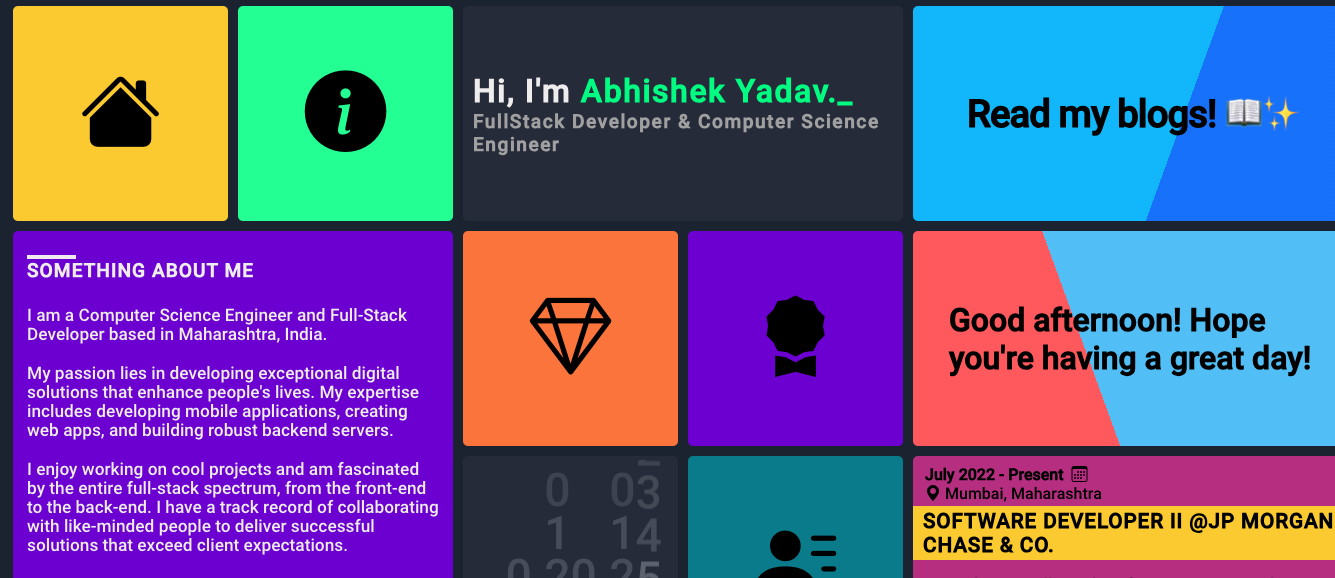 Hi, I'm Abhishek Yadav._
FullStack Developer & Computer Science
Engineer
Read my blogs! 📖✨
SOMETHING ABOUT ME
I am a Computer Science Engineer and Full-Stack
Developer based in Maharashtra, India.
My passion lies in developing exceptional digital
solutions that enhance people's lives. My expertise
includes developing mobile applications, creating
web apps, and building robust backend servers.
I enjoy working on cool projects and am fascinated
by the entire full-stack spectrum, from the front-end
to the back-end. I have a track record of collaborating
with like-minded people to deliver successful
solutions that exceed client expectations.
Good afternoon! Hope
you're having a great day!
0 03
1 14
0 20 25
July 2022 - Present
Mumbai, Maharashtra
SOFTWARE DEVELOPER II @JP MORGAN
CHASE & CO.